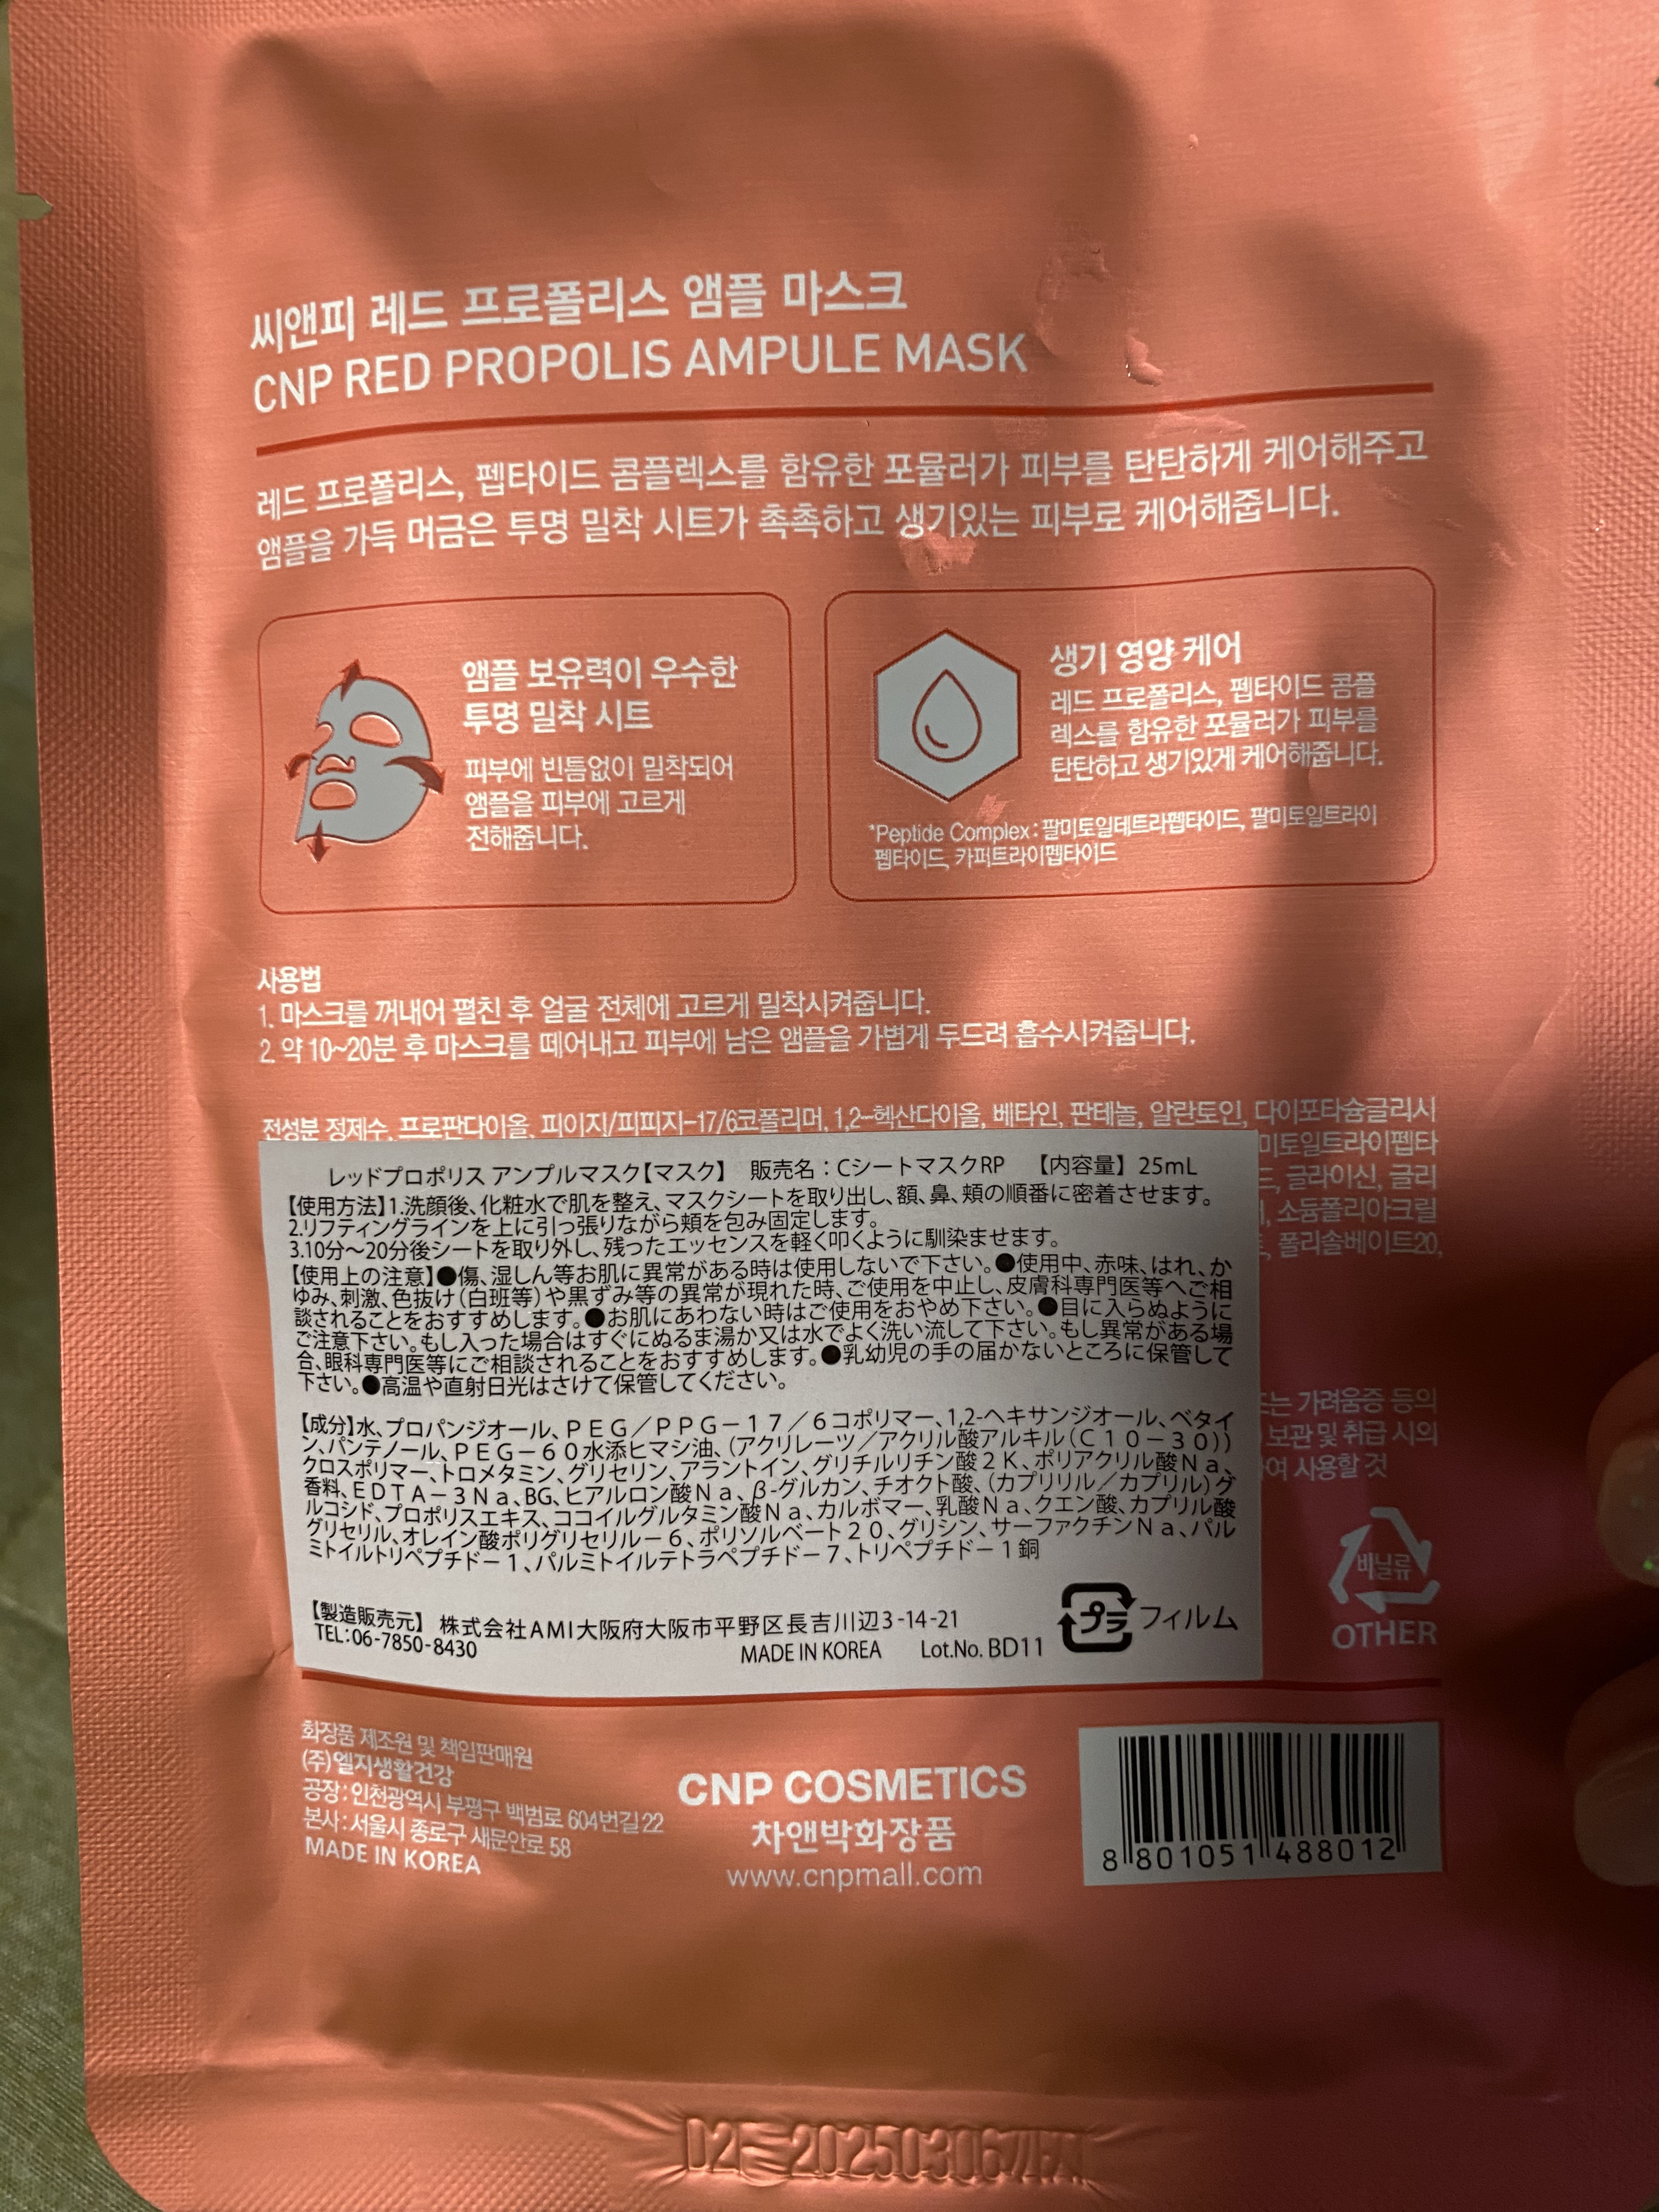 씨앤피 레드 프로폴리스 앰플 마스크
CNP RED PROPOLIS AMPULE MASK
레드 프로폴리스, 펩타이드 콤플렉스를 함유한 포뮬러가 피부를 탄탄하게 케어해주고
앰플을 가득 머금은 투명 밀착 시트가 촉촉하고 생기있는 피부로 케어해줍니다.
앰플 보유력이 우수한
투명 밀착 시트
피부에 빈틈없이 밀착되어
앰플을 피부에 고르게
전해줍니다.
생기 영양 케어
레드 프로폴리스, 펩타이드 콤플
렉스를 함유한 포뮬러가 피부를
탄탄하고 생기있게 케어해줍니다.
*Peptide Complex : 팔미토일테트라펩타이드, 팔미토일트라이
펩타이드, 카퍼트라이펩타이드
사용법
1. 마스크를 꺼내어 펼친 후 얼굴 전체에 고르게 밀착시켜줍니다.
2. 약 10~20분 후 마스크를 떼어내고 피부에 남은 앰플을 가볍게 두드려 흡수시켜줍니다.
전성분 정제수, 프로판다이올, 피이지/피피지-17/6코폴리머, 1,2-헥산다이올, 베타인, 판테놀, 알란토인, 다이포타슘글리시
미토일트라이펩타
드, 글라이신, 글리
소듐폴리아크릴
폴리솔베이트20,
또는 가려움증 등의
보관 및 취급 시의
하여 사용할 것
レッドプロポリス アンプルマスク【マスク】 販売名:CシートマスクRP 【内容量】25mL
【使用方法】1.洗顔後、化粧水で肌を整え、マスクシートを取り出し、額、鼻、頬の順番に密着させます。
2.リフティングラインを上に引っ張りながら頬を包み固定します。
3.10分〜20分後シートを取り外し、残ったエッセンスを軽く叩くように馴染ませます。
【使用上の注意】●傷、湿しん等お肌に異常がある時は使用しないで下さい。●使用中、赤味、はれ、か
ゆみ、刺激、色抜け(白班等)や黒ずみ等の異常が現れた時、ご使用を中止し、皮膚科専門医等へご相
談されることをおすすめします。●お肌にあわない時はご使用をおやめ下さい。●目に入らぬように
ご注意下さい。もし入った場合はすぐにぬるま湯か又は水でよく洗い流して下さい。もし異常がある場
合、眼科専門医等にご相談されることをおすすめします。●乳幼児の手の届かないところに保管して
下さい。●高温や直射日光はさけて保管してください。
【成分】水、プロパンジオール、PEG/PPG-17/6コポリマー、1,2-ヘキサンジオール、ベタイ
ン、パンテノール、PEG-60水添ヒマシ油、(アクリレーツ/アクリル酸アルキル(C10-30))
クロスポリマー、トロメタミン、グリセリン、アラントイン、グリチルリチン酸2K、ポリアクリル酸Na、
香料、EDTA-3Na、BG、ヒアルロン酸Na、β-グルカン、チオクト酸、(カプリリル/カプリル)グ
ルコシド、プロポリスエキス、ココイルグルタミン酸Na、カルボマー、乳酸Na、クエン酸、カプリル酸
グリセリル、オレイン酸ポリグリセリル-6、ポリソルベート20、グリシン、サーファクチンNa、パル
ミトイルトリペプチド-1、パルミトイルテトラペプチド-7、トリペプチド-1銅
【製造販売元】 株式会社AMI大阪府大阪市平野区長吉川辺3-14-21
TEL:06-7850-8430
MADE IN KOREA Lot.No. BD11
プラ フィルム
비닐류
OTHER
화장품 제조원 및 책임판매원
(주)엘지생활건강
공장 : 인천광역시 부평구 백범로 604번길 22
본사 : 서울시 종로구 새문안로 58
MADE IN KOREA
CNP COSMETICS
차앤박화장품
www.cnpmall.com
8 801051 488012
20250306까지